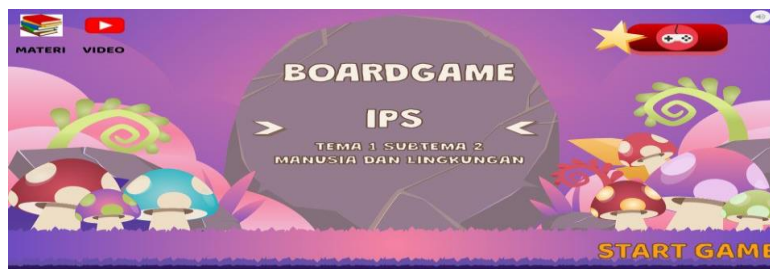 MATERI VIDEO
BOARDGAME
IPS
TEMA 1 SUBTEMA 2
MANUSIA DAN LINGKUNGAN
START GAME